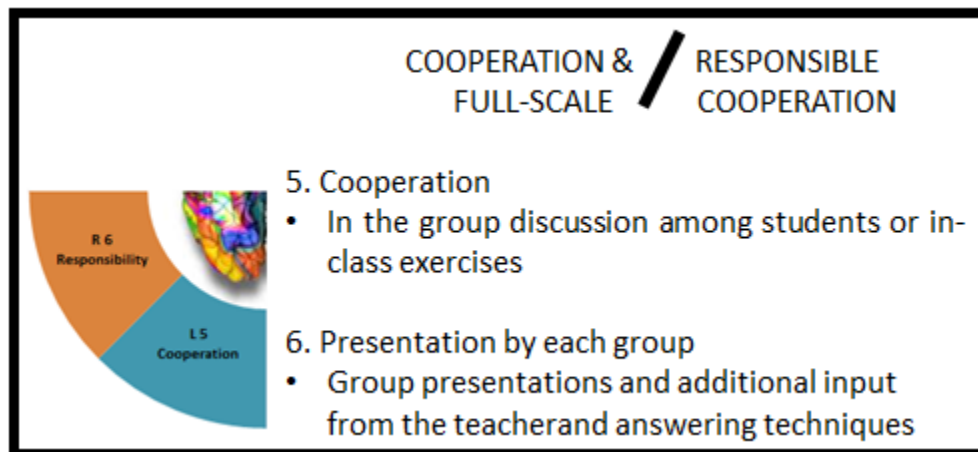 COOPERATION & / RESPONSIBLE
FULL-SCALE COOPERATION
5. Cooperation
• In the group discussion among students or in-
class exercises
R 6
Responsibility
L 5
Cooperation
6. Presentation by each group
• Group presentations and additional input
from the teacherand answering techniques